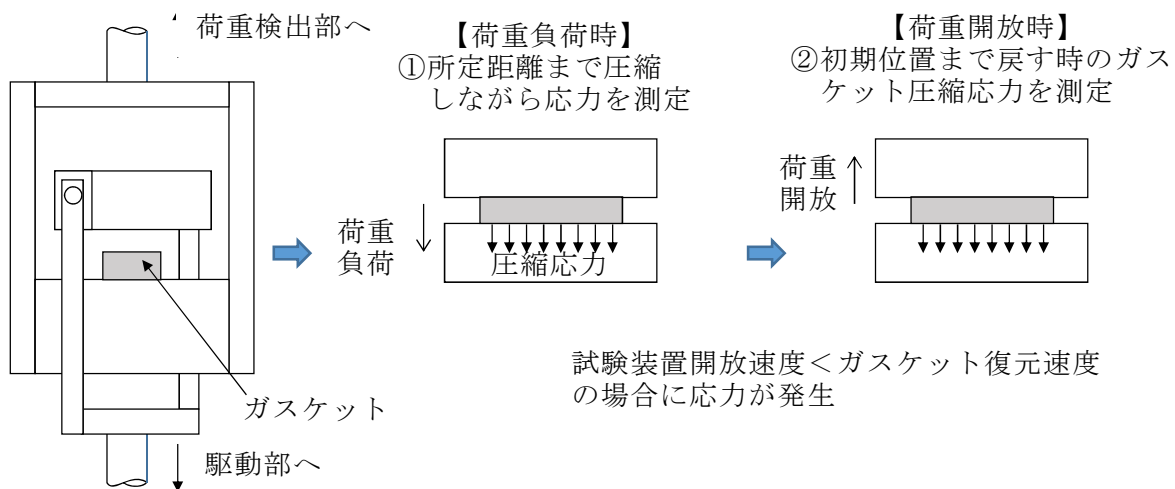 荷重検出部へ
【荷重負荷時】
①所定距離まで圧縮
しながら応力を測定
【荷重開放時】
②初期位置まで戻す時のガス
ケット圧縮応力を測定
荷重
負荷
圧縮応力
荷重
開放
ガスケット
駆動部へ
試験装置開放速度＜ガスケット復元速度
の場合に応力が発生